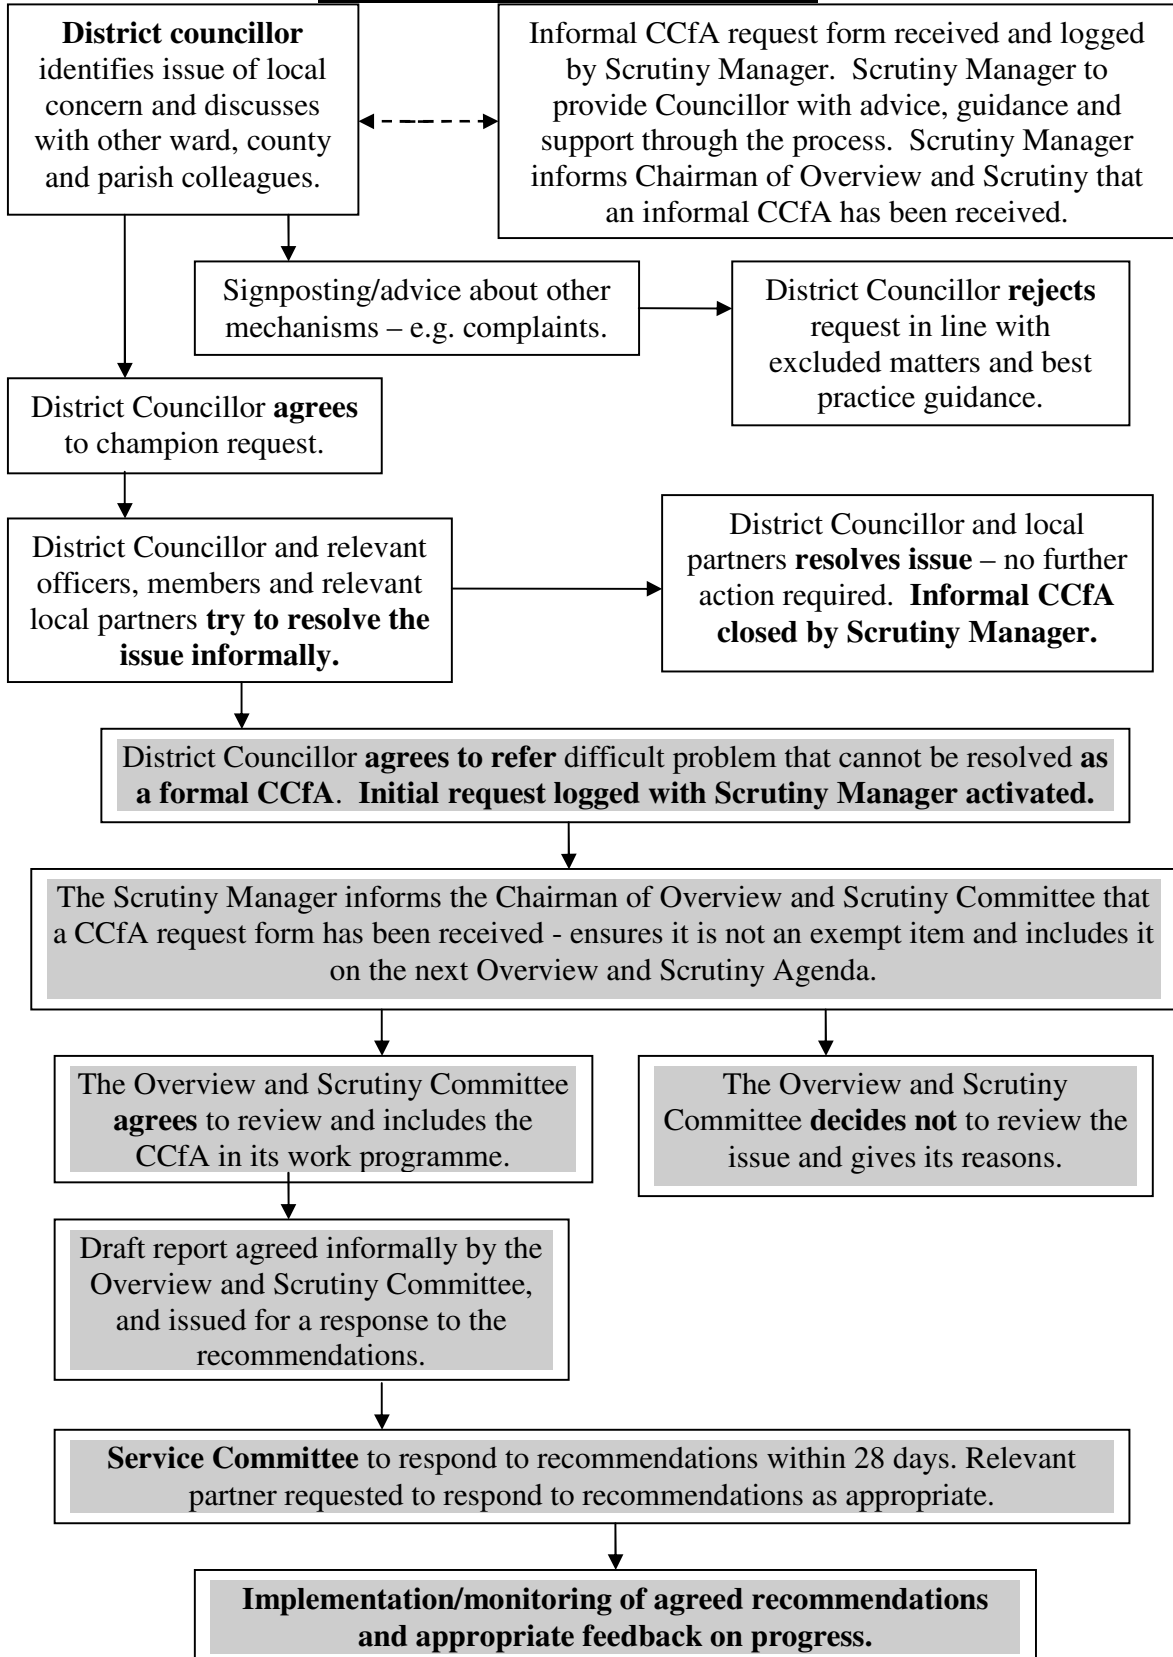 District councillor
identifies issue of local
concern and discusses
with other ward, county
and parish colleagues.
Informal CCfA request form received and logged
by Scrutiny Manager.  Scrutiny Manager to
provide Councillor with advice, guidance and
support through the process.  Scrutiny Manager
informs Chairman of Overview and Scrutiny that
an informal CCfA has been received.
Signposting/advice about other
mechanisms – e.g. complaints.
District Councillor rejects
request in line with
excluded matters and best
practice guidance.
District Councillor agrees
to champion request.
District Councillor and relevant
officers, members and relevant
local partners try to resolve the
issue informally.
District Councillor and local
partners resolves issue – no further
action required.  Informal CCfA
closed by Scrutiny Manager.
District Councillor agrees to refer difficult problem that cannot be resolved as
a formal CCfA.  Initial request logged with Scrutiny Manager activated.
The Scrutiny Manager informs the Chairman of Overview and Scrutiny Committee that
a CCfA request form has been received - ensures it is not an exempt item and includes it
on the next Overview and Scrutiny Agenda.
The Overview and Scrutiny Committee
agrees to review and includes the
CCfA in its work programme.
The Overview and Scrutiny
Committee decides not to review the
issue and gives its reasons.
Draft report agreed informally by the
Overview and Scrutiny Committee,
and issued for a response to the
recommendations.
Service Committee to respond to recommendations within 28 days. Relevant
partner requested to respond to recommendations as appropriate.
Implementation/monitoring of agreed recommendations
and appropriate feedback on progress.